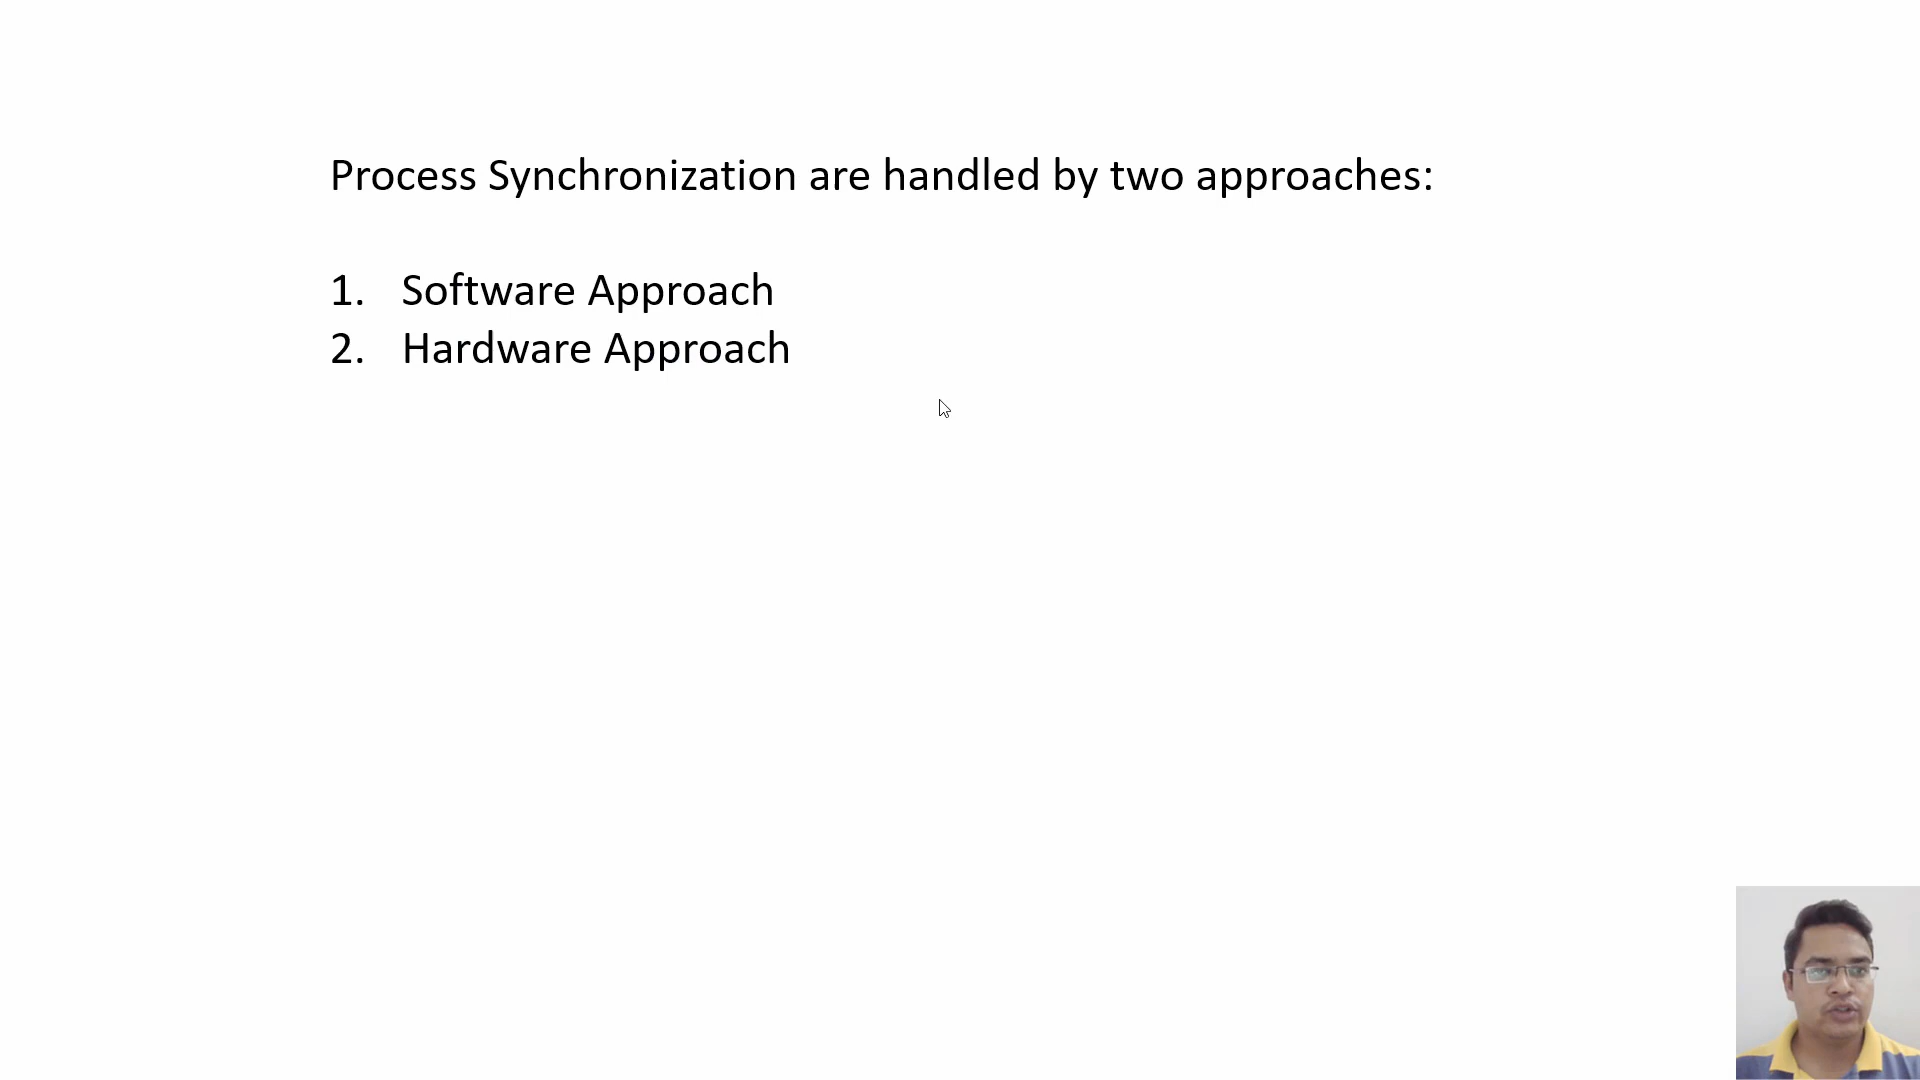 Process Synchronization are handled by two approaches:
1. Software Approach
2. Hardware Approach